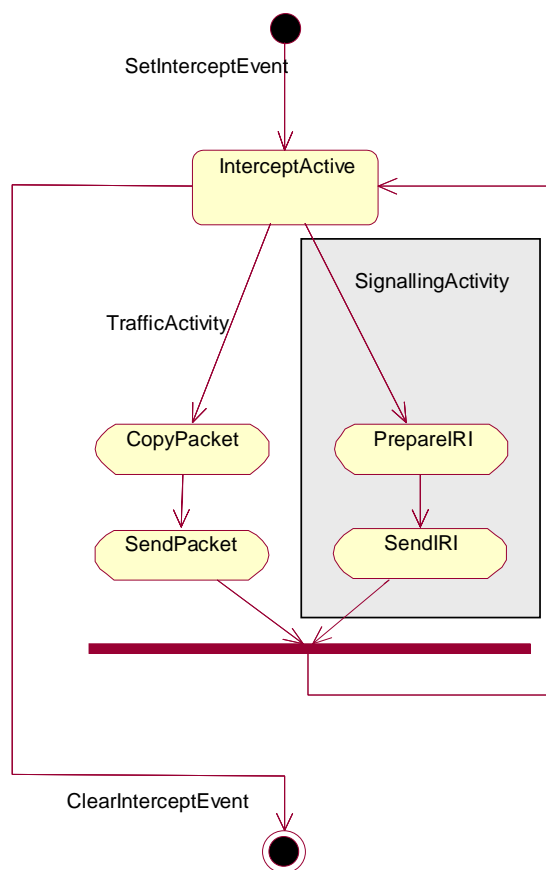 SetInterceptEvent
InterceptActive
SignallingActivity
TrafficActivity
CopyPacket
PrepareIRI
SendPacket
SendIRI
ClearInterceptEvent